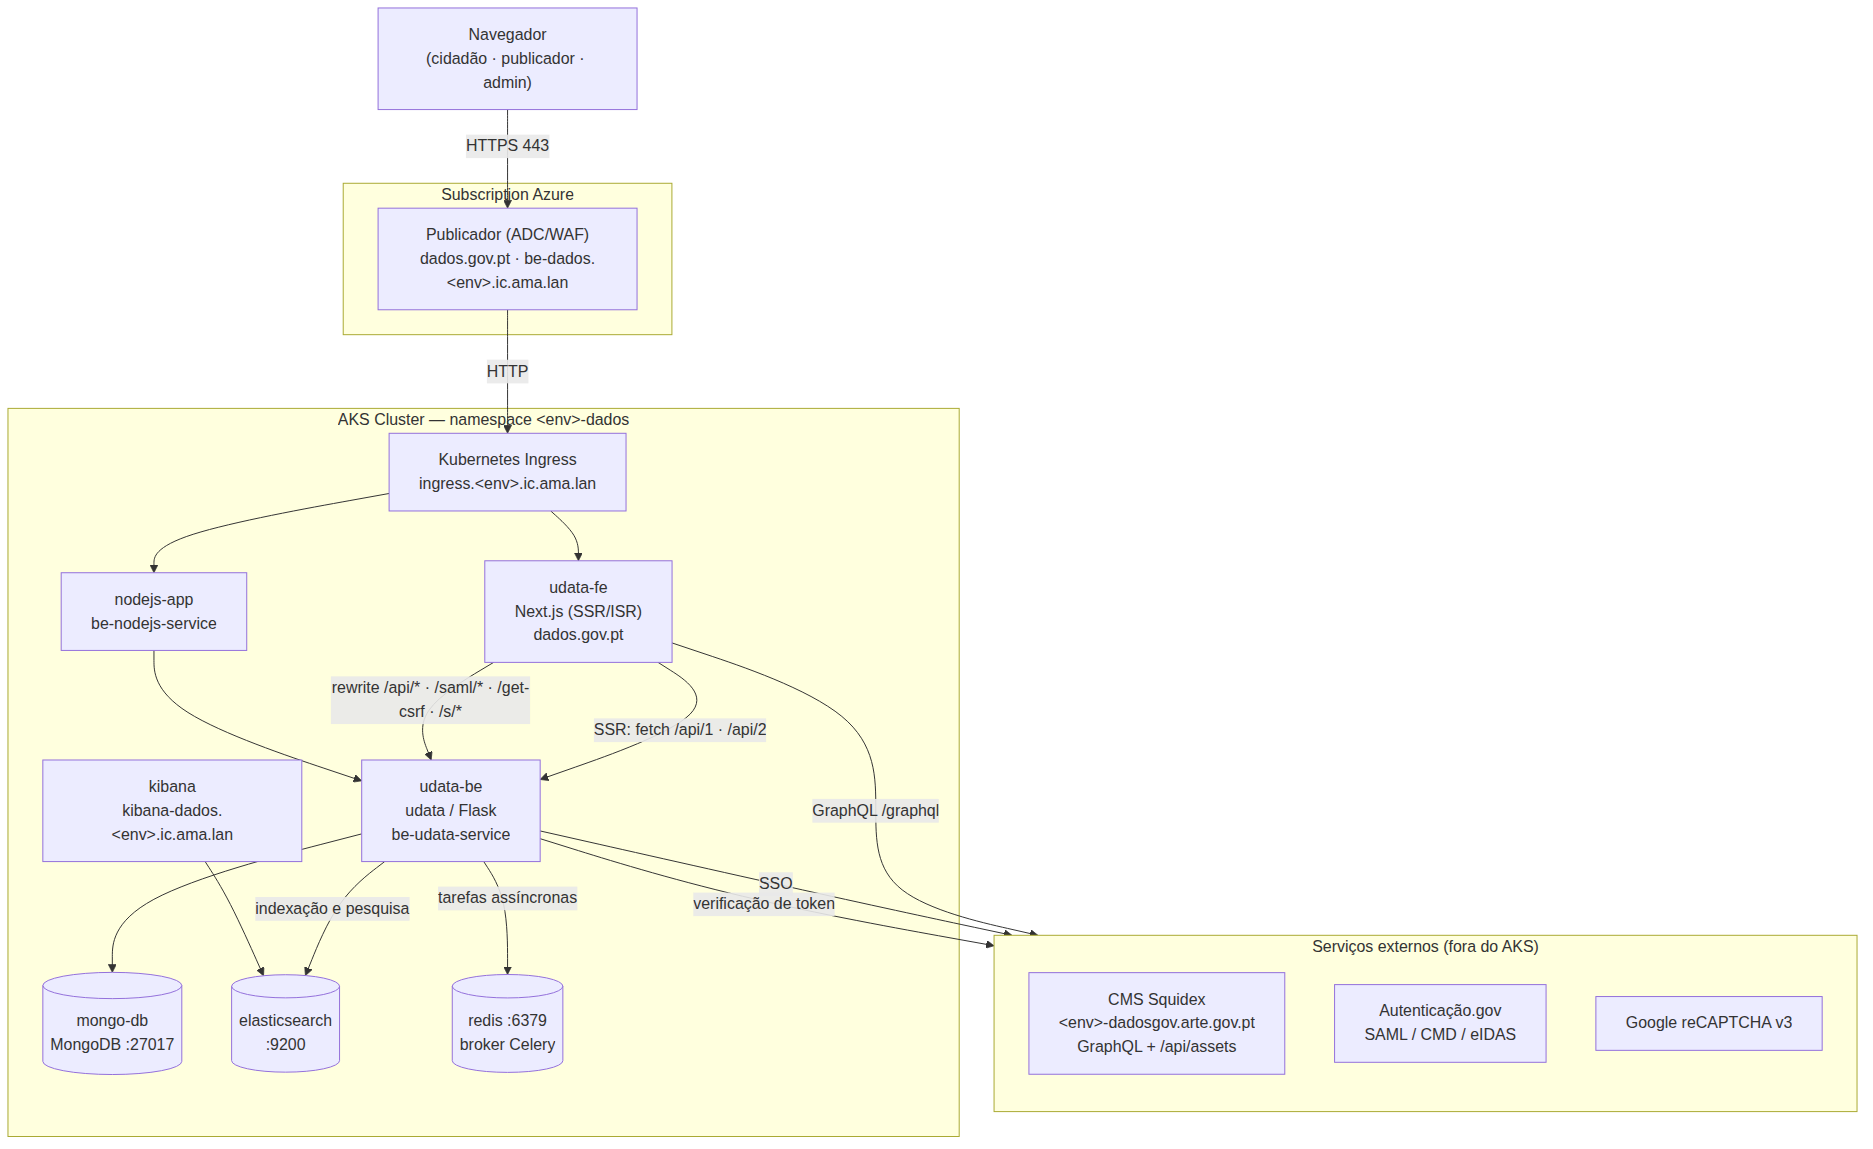 Navegador
(cidadão · publicador ·
admin)
HTTPS 443
Subscription Azure
Publicador (ADC/WAF)
dados.gov.pt · be-dados.
<env>.ic.ama.lan
HTTP
AKS Cluster — namespace <env>-dados
Kubernetes Ingress
ingress.<env>.ic.ama.lan
nodejs-app
be-nodejs-service
udata-fe
Next.js (SSR/ISR)
dados.gov.pt
rewrite /api/* · /saml/* · /get-
csrf · /s/*
SSR: fetch /api/1 · /api/2
kibana
kibana-dados.
<env>.ic.ama.lan
udata-be
udata / Flask
be-udata-service
GraphQL /graphql
indexação e pesquisa
tarefas assíncronas
SSO
verificação de token
mongo-db
MongoDB :27017
elasticsearch
:9200
redis :6379
broker Celery
Serviços externos (fora do AKS)
CMS Squidex
<env>-dadosgov.arte.gov.pt
GraphQL + /api/assets
Autenticação.gov
SAML / CMD / eIDAS
Google reCAPTCHA v3